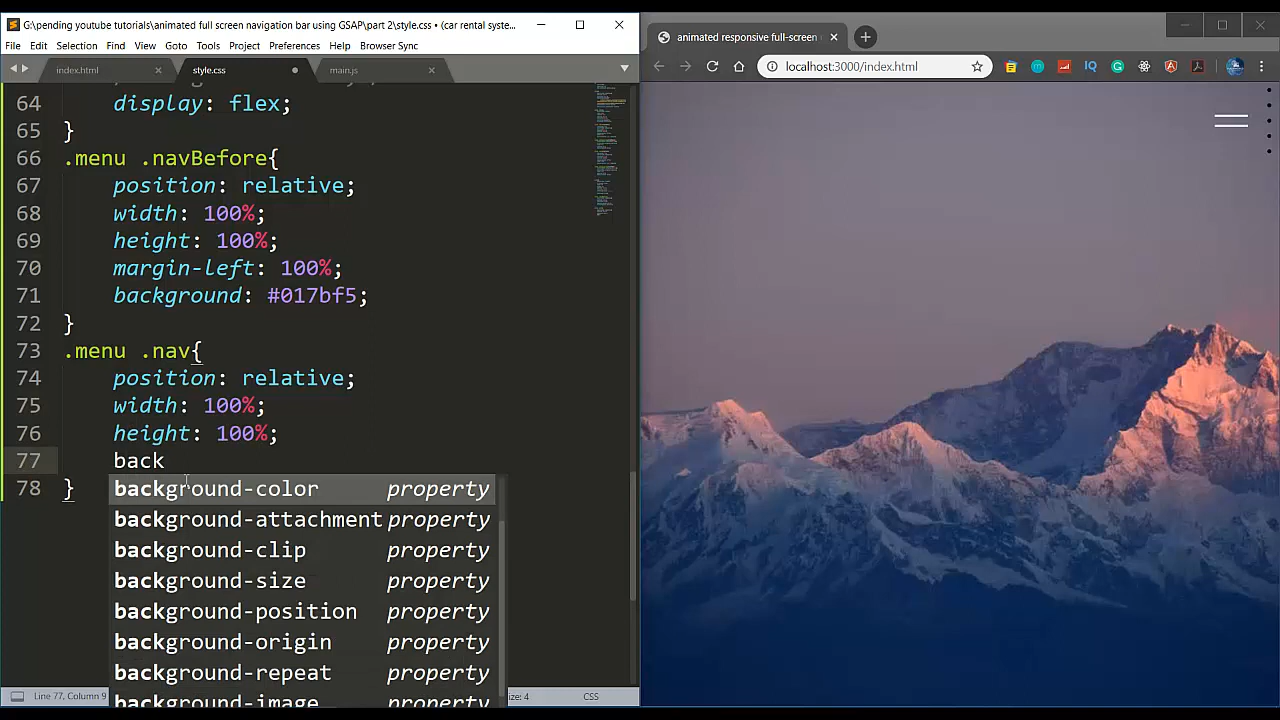 G:\pending youtube tutorials\animated full screen navigation bar using GSAP\part 2\style.css • (car rental syste...
File Edit Selection Find View Goto Tools Project Preferences Help Browser Sync
index.html
style.css
main.js
64 display: flex;
65 }
66 .menu .navBefore{
67 position: relative;
68 width: 100%;
69 height: 100%;
70 margin-left: 100%;
71 background: #017bf5;
72 }
73 .menu .nav{
74 position: relative;
75 width: 100%;
76 height: 100%;
77 back
78 }
background-color property
background-attachment property
background-clip property
background-size property
background-position property
background-origin property
background-repeat property
background-image
Line 77, Column 9
ize: 4
CSS
animated responsive full-screen
localhost:3000/index.html
IQ